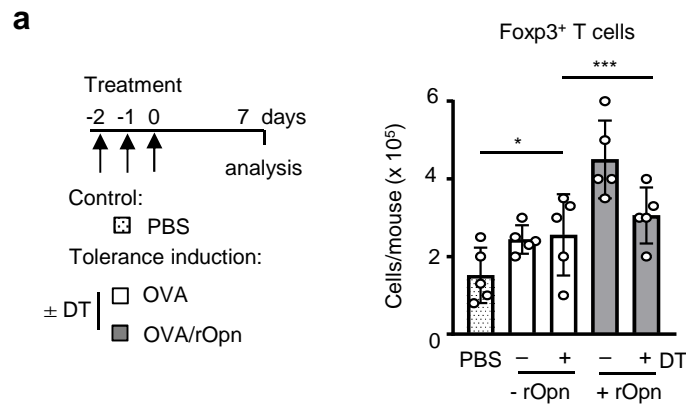 a
Treatment
-2 -1 0 7 days
analysis
Control:
PBS
Tolerance induction:
± DT
OVA
OVA/rOpn
Foxp3⁺ T cells
***
*
Cells/mouse (x 10⁵)
6
4
2
0
PBS − + − + DT
- rOpn + rOpn